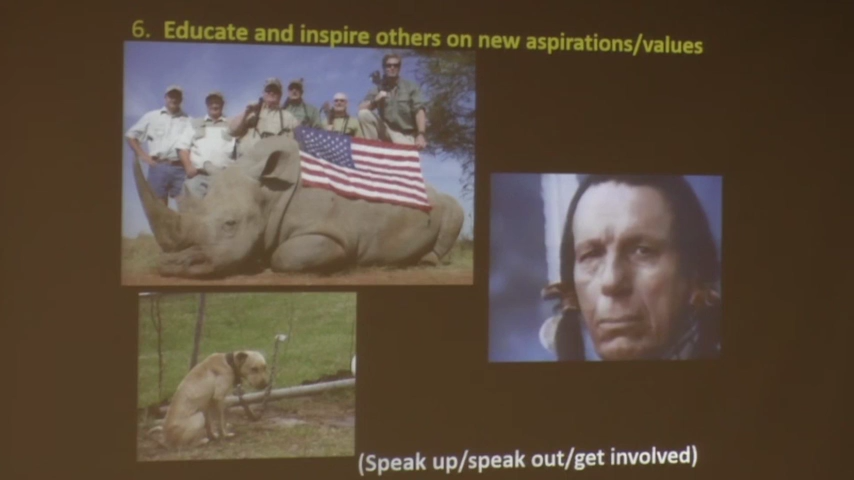 6. Educate and inspire others on new aspirations/values
(Speak up/speak out/get involved)